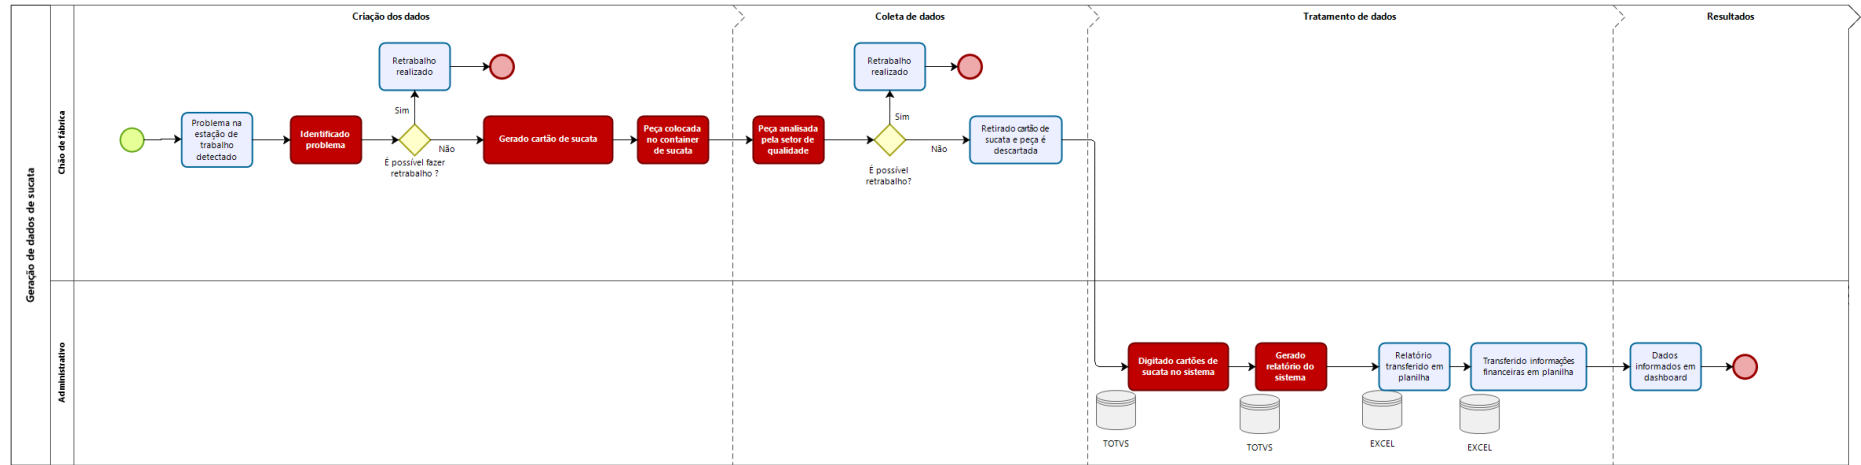 Geração de dados de sucata
Criação dos dados
Coleta de dados
Tratamento de dados
Resultados
Chão de fábrica
Problema na
estação de
trabalho
detectado
Identificado
problema
É possível fazer
retrabalho ?
Sim
Retrabalho
realizado
Não
Gerado cartão de sucata
Peça colocada
no container
de sucata
Peça analisada
pela setor de
qualidade
É possível
retrabalho?
Sim
Retrabalho
realizado
Não
Retirado cartão de
sucata e peça é
descartada
Administrativo
Digitado cartões de
sucata no sistema
TOTVS
Gerado
relatório do
sistema
TOTVS
Relatório
transferido em
planilha
EXCEL
Transferido informações
financeiras em planilha
EXCEL
Dados
informados em
dashboard